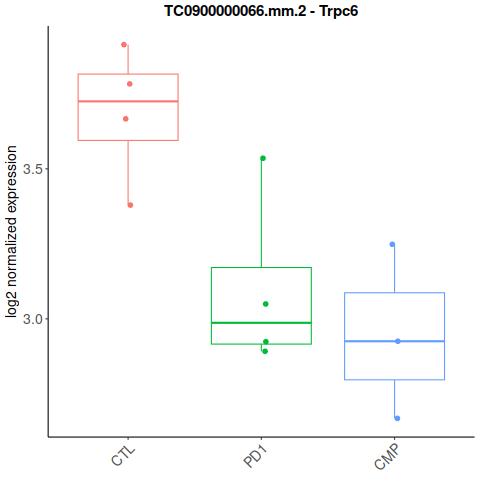 TC0900000066.mm.2 - Trpc6
log2 normalized expression
3.5
3.0
CTL
PD1
CMP